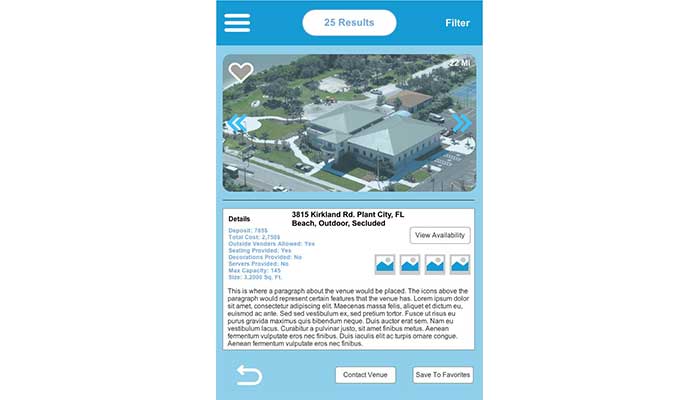 25 Results
Filter
22 Mi
Details
3815 Kirkland Rd. Plant City, FL
Beach, Outdoor, Secluded
Deposit: 785$
Total Cost: 2,750$
Outside Venders Allowed: Yes
Seating Provided: Yes
Decorations Provided: No
Servers Provided: No
Max Capacity: 145
Size: 3,2000 Sq. Ft.
View Availability
This is where a paragraph about the venue would be placed. The icons above the
paragraph would represent certain features that the venue has. Lorem ipsum dolor
sit amet, consectetur adipiscing elit. Maecenas massa felis, aliquet et dictum eu,
euismod ac ante. Sed sed vestibulum ex, sed pretium tortor. Fusce ut risus eu
purus gravida maximus quis bibendum neque. Duis auctor erat sem. Nam eu
vestibulum lacus. Curabitur a pulvinar justo, sit amet finibus metus. Aenean
fermentum vulputate eros nec finibus. Duis iaculis elit ac turpis ornare congue.
Aenean fermentum vulputate eros nec finibus.
Contact Venue
Save To Favorites